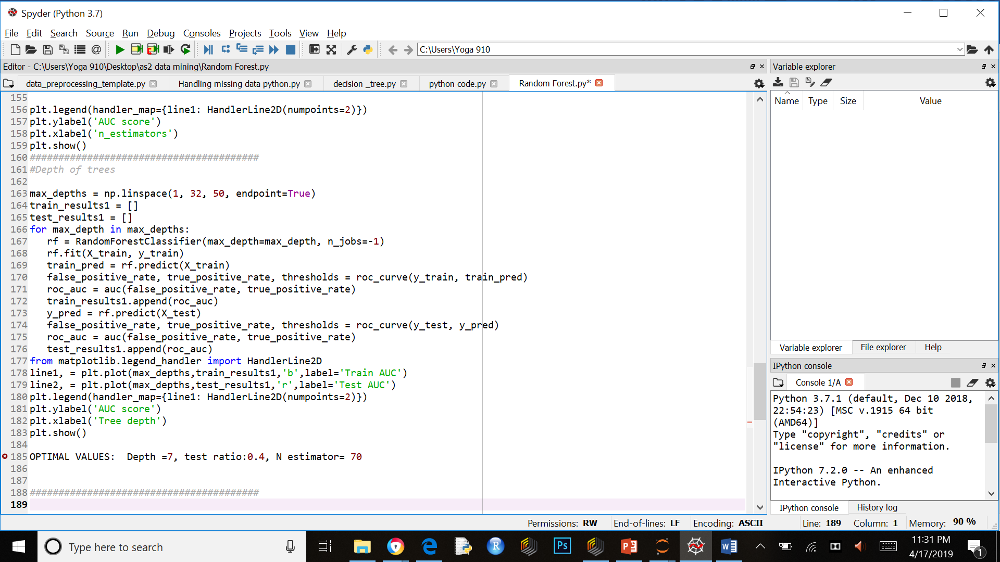 Spyder (Python 3.7)
File Edit Search Source Run Debug Consoles Projects Tools View Help
C:\Users\Yoga 910
Editor - C:\Users\Yoga 910\Desktop\as2 data mining\Random Forest.py
data_preprocessing_template.py Handling missing data python.py decision _tree.py python code.py Random Forest.py*
155
156 plt.legend(handler_map={line1: HandlerLine2D(numpoints=2)})
157 plt.ylabel('AUC score')
158 plt.xlabel('n_estimators')
159 plt.show()
160 ########################################
161 #Depth of trees
162
163 max_depths = np.linspace(1, 32, 50, endpoint=True)
164 train_results1 = []
165 test_results1 = []
166 for max_depth in max_depths:
167    rf = RandomForestClassifier(max_depth=max_depth, n_jobs=-1)
168    rf.fit(X_train, y_train)
169    train_pred = rf.predict(X_train)
170    false_positive_rate, true_positive_rate, thresholds = roc_curve(y_train, train_pred)
171    roc_auc = auc(false_positive_rate, true_positive_rate)
172    train_results1.append(roc_auc)
173    y_pred = rf.predict(X_test)
174    false_positive_rate, true_positive_rate, thresholds = roc_curve(y_test, y_pred)
175    roc_auc = auc(false_positive_rate, true_positive_rate)
176    test_results1.append(roc_auc)
177 from matplotlib.legend_handler import HandlerLine2D
178 line1, = plt.plot(max_depths,train_results1,'b',label='Train AUC')
179 line2, = plt.plot(max_depths,test_results1,'r',label='Test AUC')
180 plt.legend(handler_map={line1: HandlerLine2D(numpoints=2)})
181 plt.ylabel('AUC score')
182 plt.xlabel('Tree depth')
183 plt.show()
184
185 OPTIMAL VALUES:  Depth =7, test ratio:0.4, N estimator= 70
186
187
188 ########################################
189
Variable explorer
Name Type Size Value
Variable explorer File explorer Help
IPython console
Console 1/A
Python 3.7.1 (default, Dec 10 2018,
22:54:23) [MSC v.1915 64 bit
(AMD64)]
Type "copyright", "credits" or
"license" for more information.
IPython 7.2.0 -- An enhanced
Interactive Python.
IPython console History log
Permissions: RW End-of-lines: LF Encoding: ASCII Line: 189 Column: 1 Memory: 90 %
Type here to search
R
Ps
11:31 PM
4/17/2019
1